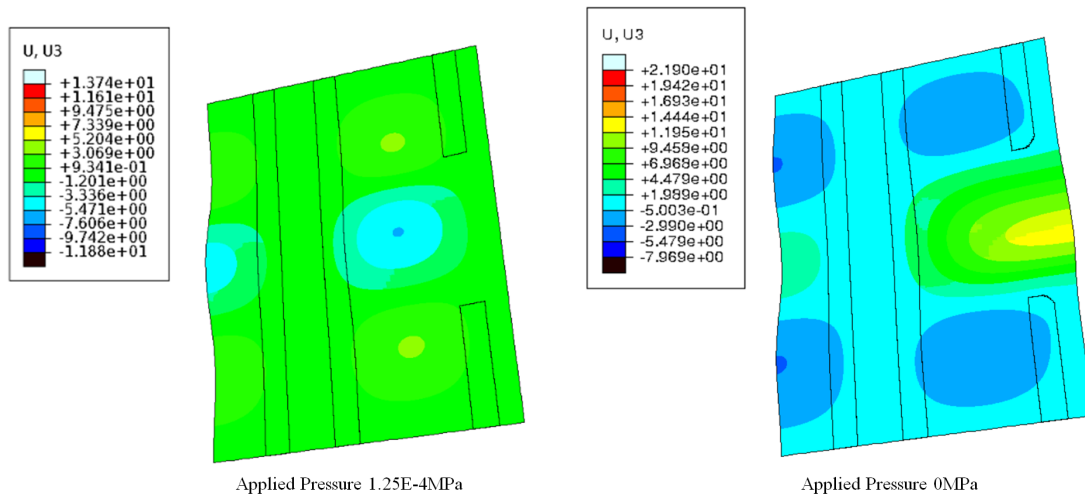 U, U3
+1.374e+01
+1.161e+01
+9.475e+00
+7.339e+00
+5.204e+00
+3.069e+00
+9.341e-01
-1.201e+00
-3.336e+00
-5.471e+00
-7.606e+00
-9.742e+00
-1.188e+01
U, U3
+2.190e+01
+1.942e+01
+1.693e+01
+1.444e+01
+1.195e+01
+9.459e+00
+6.969e+00
+4.479e+00
+1.989e+00
-5.003e-01
-2.990e+00
-5.479e+00
-7.969e+00
Applied Pressure 1.25E-4MPa
Applied Pressure 0MPa